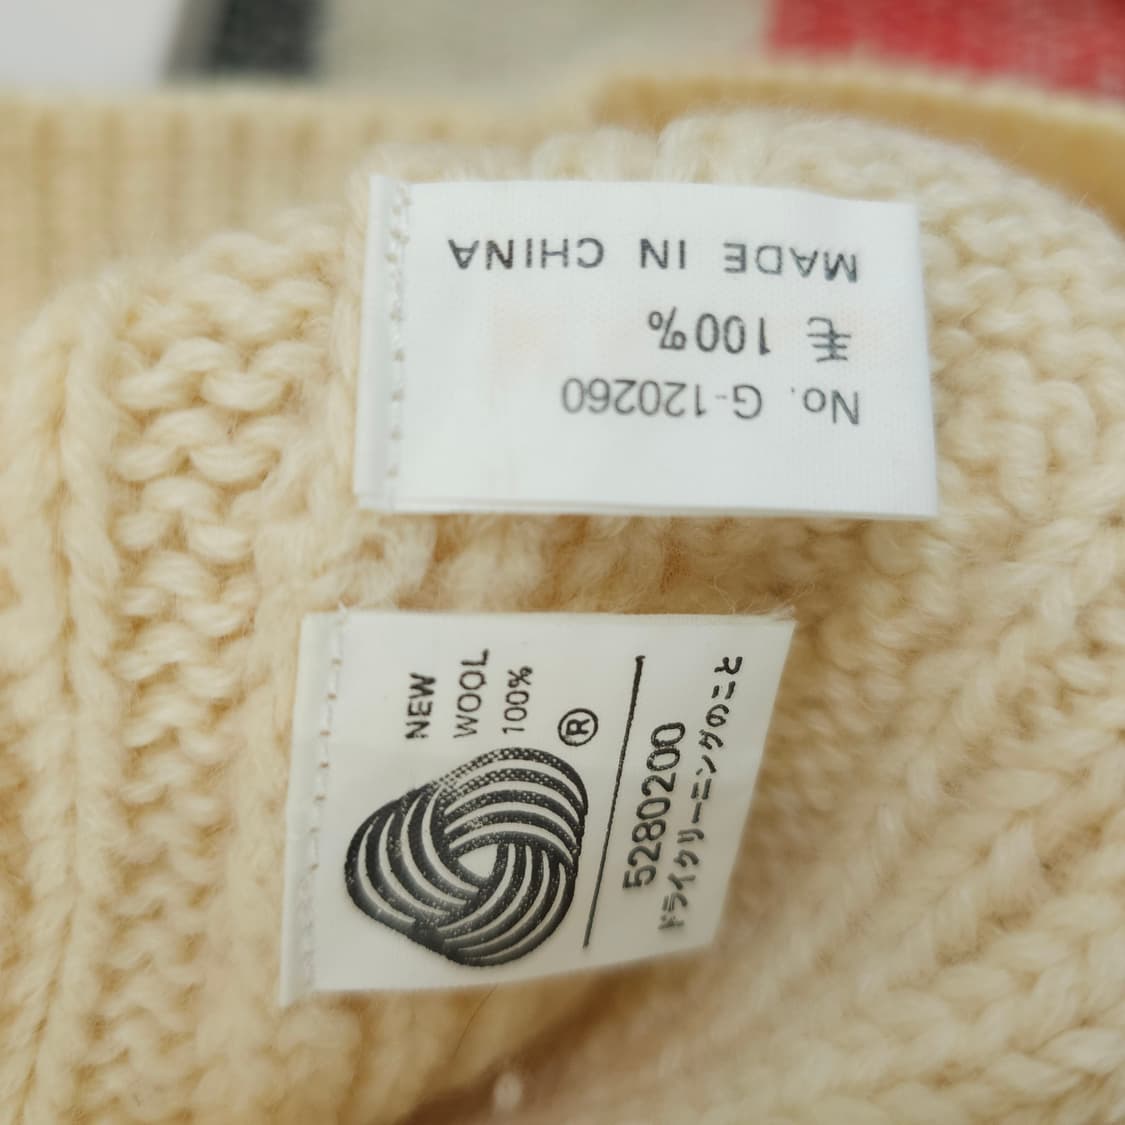 No. G-120260
毛 100%
MADE IN CHINA
NEW
WOOL
100%
®
5280200
ドライクリーニングのこと